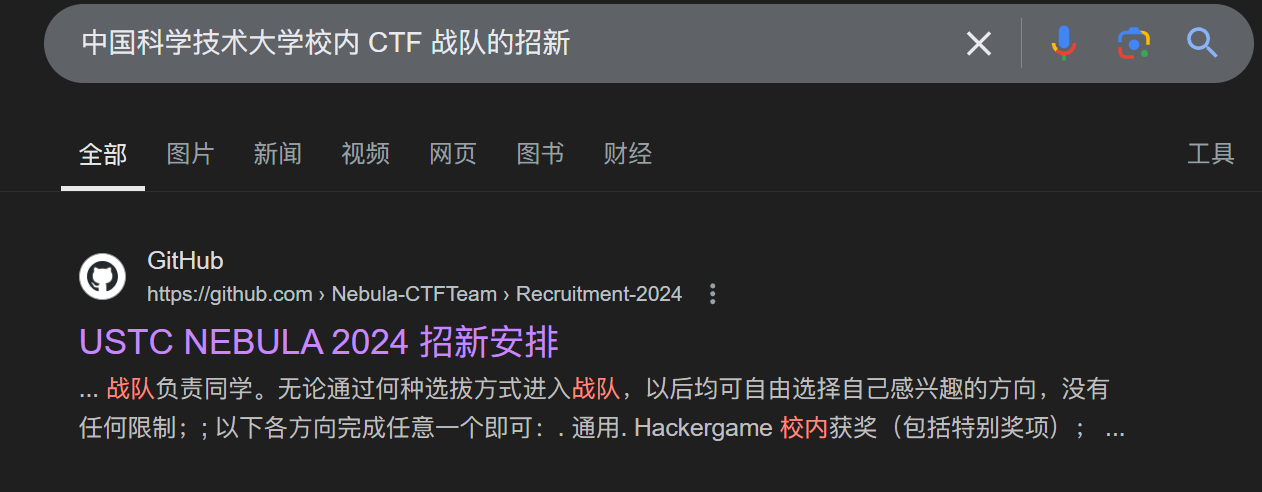 中国科学技术大学校内 CTF 战队的招新
全部 图片 新闻 视频 网页 图书 财经 工具
GitHub
https://github.com › Nebula-CTFTeam › Recruitment-2024
USTC NEBULA 2024 招新安排
... 战队负责同学。无论通过何种选拔方式进入战队，以后均可自由选择自己感兴趣的方向，没有
任何限制；; 以下各方向完成任意一个即可：. 通用. Hackergame 校内获奖（包括特别奖项）； ...